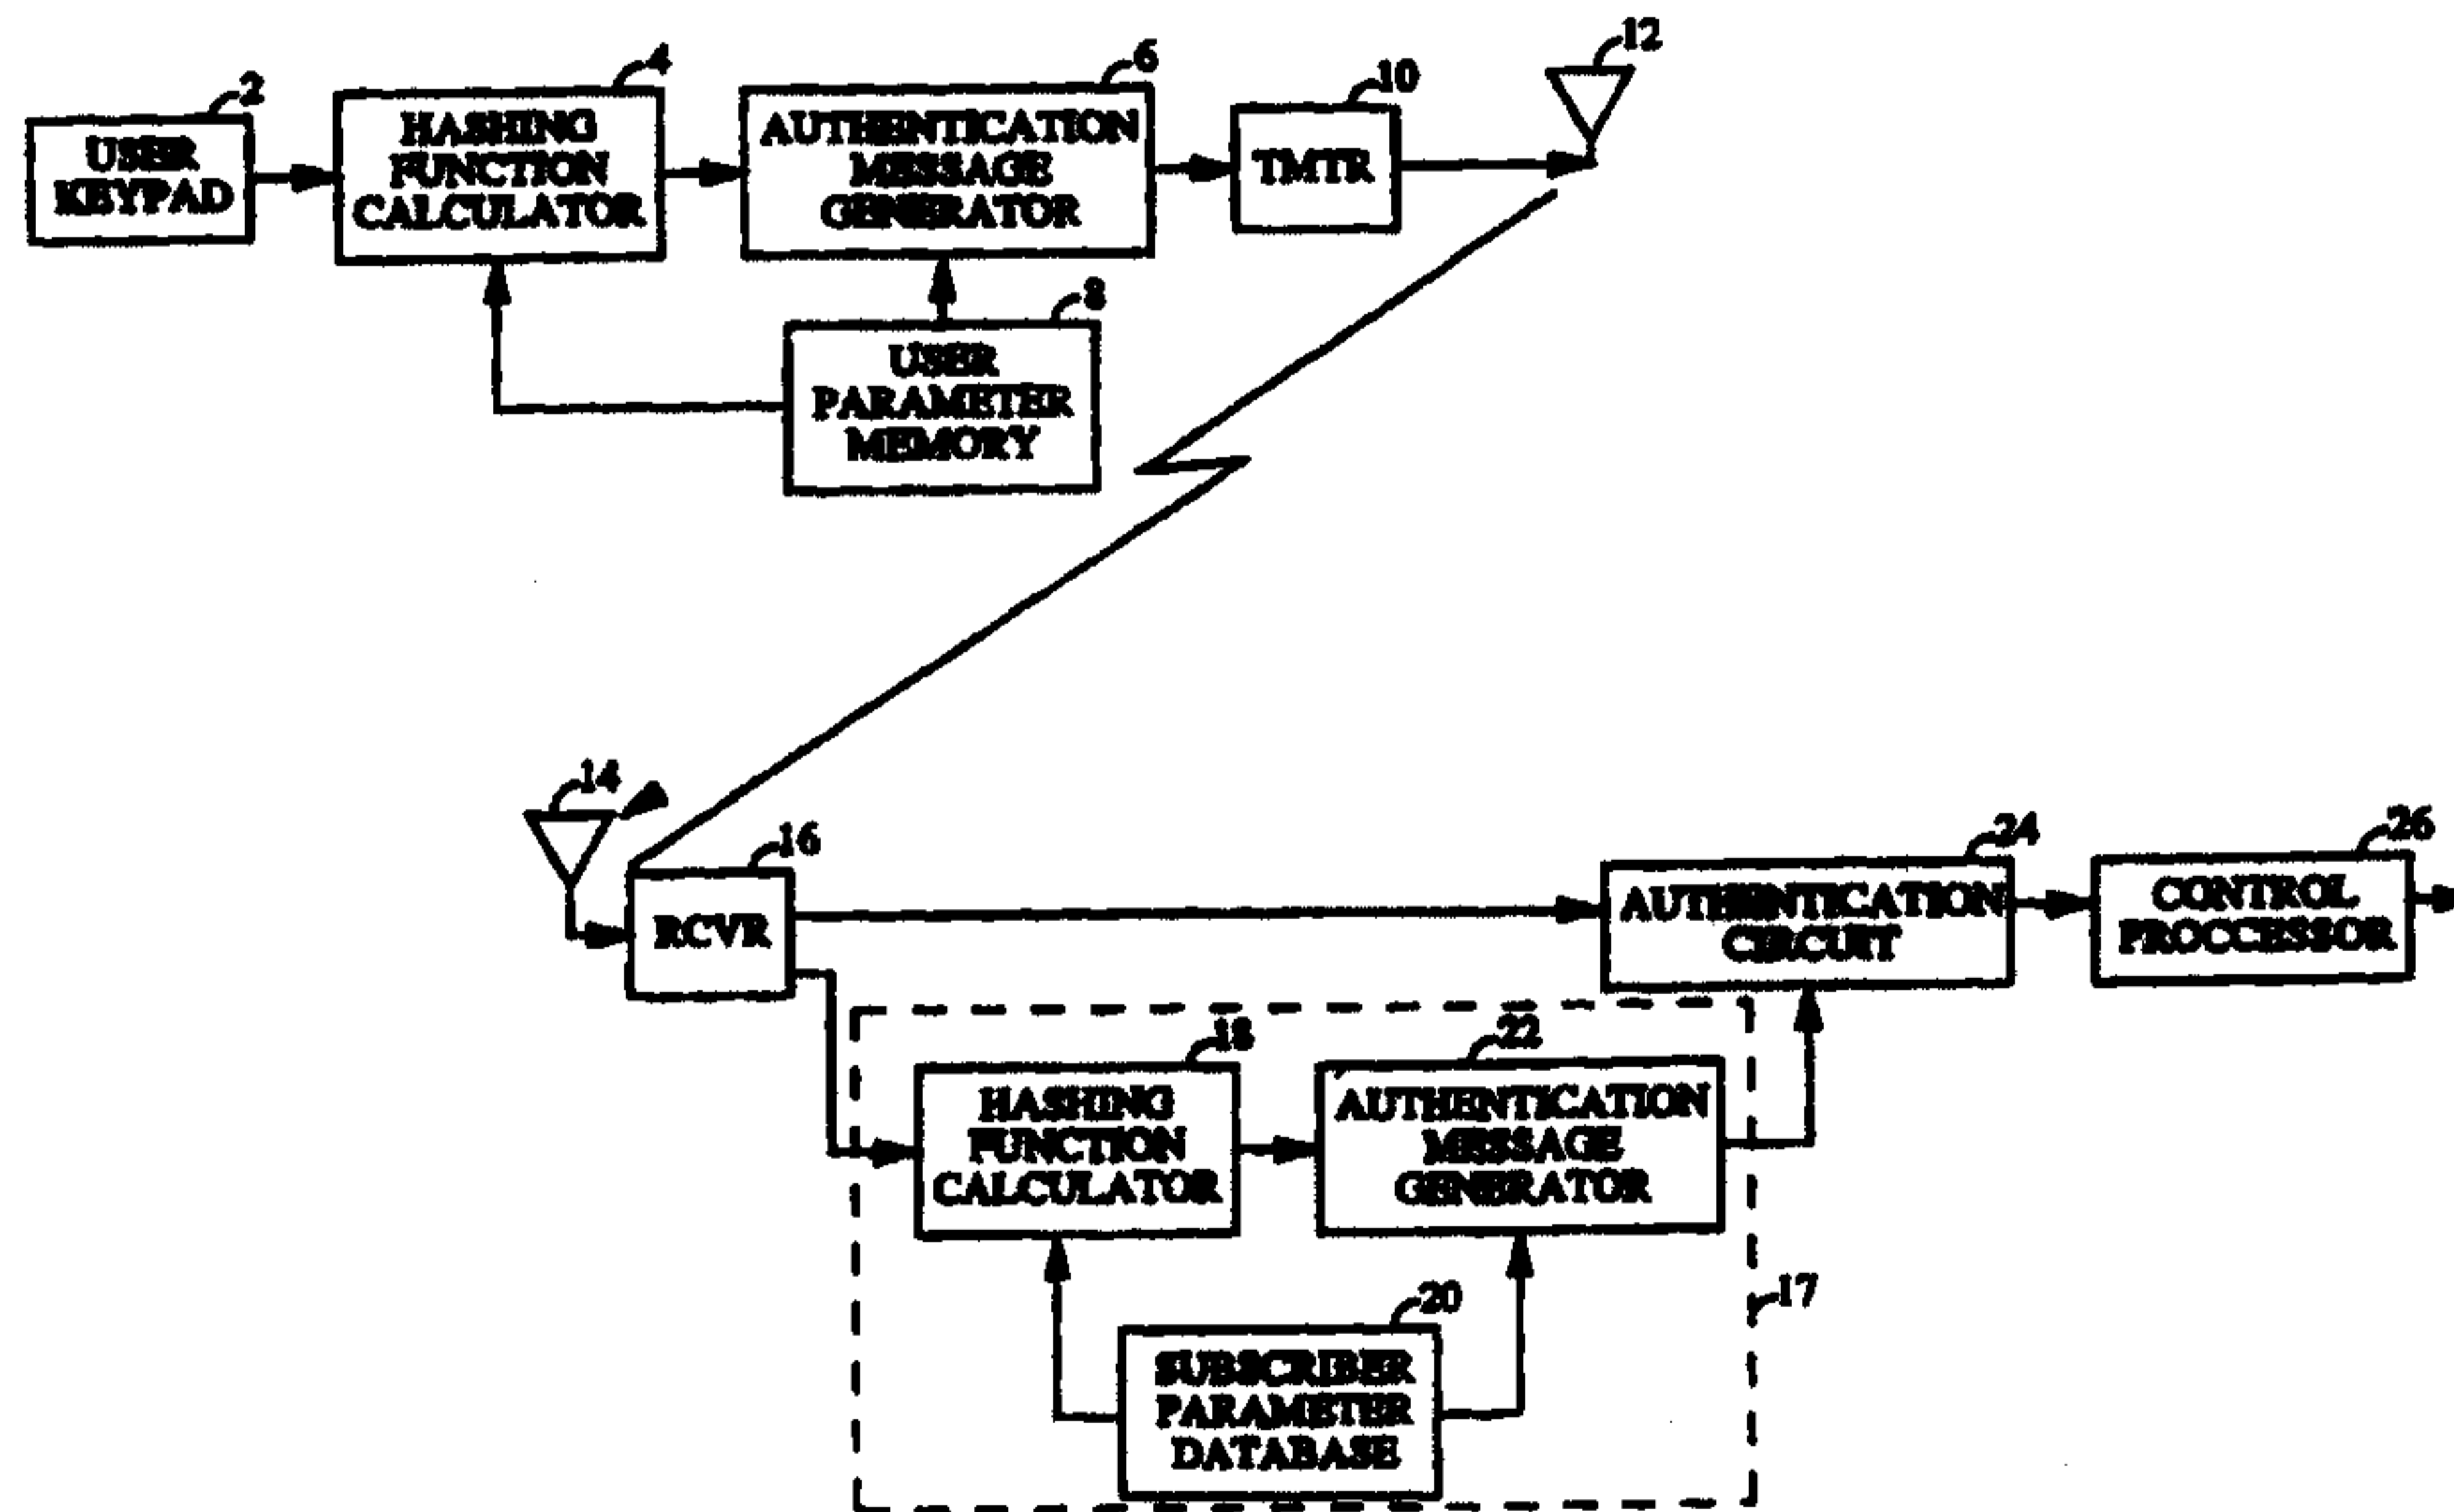 2
USER
KEYPAD
4
HASHING
FUNCTION
CALCULATOR
6
AUTHENTICATION
MESSAGE
GENERATOR
10
TMTR
12
8
USER
PARAMETER
MEMORY
14
16
RCVR
24
AUTHENTICATION
CIRCUIT
26
CONTROL
PROCCESSOR
18
HASHING
FUNCTION
CALCULATOR
22
AUTHENTICATION
MESSAGE
GENERATOR
17
20
SUBSCRIBER
PARAMETER
DATABASE